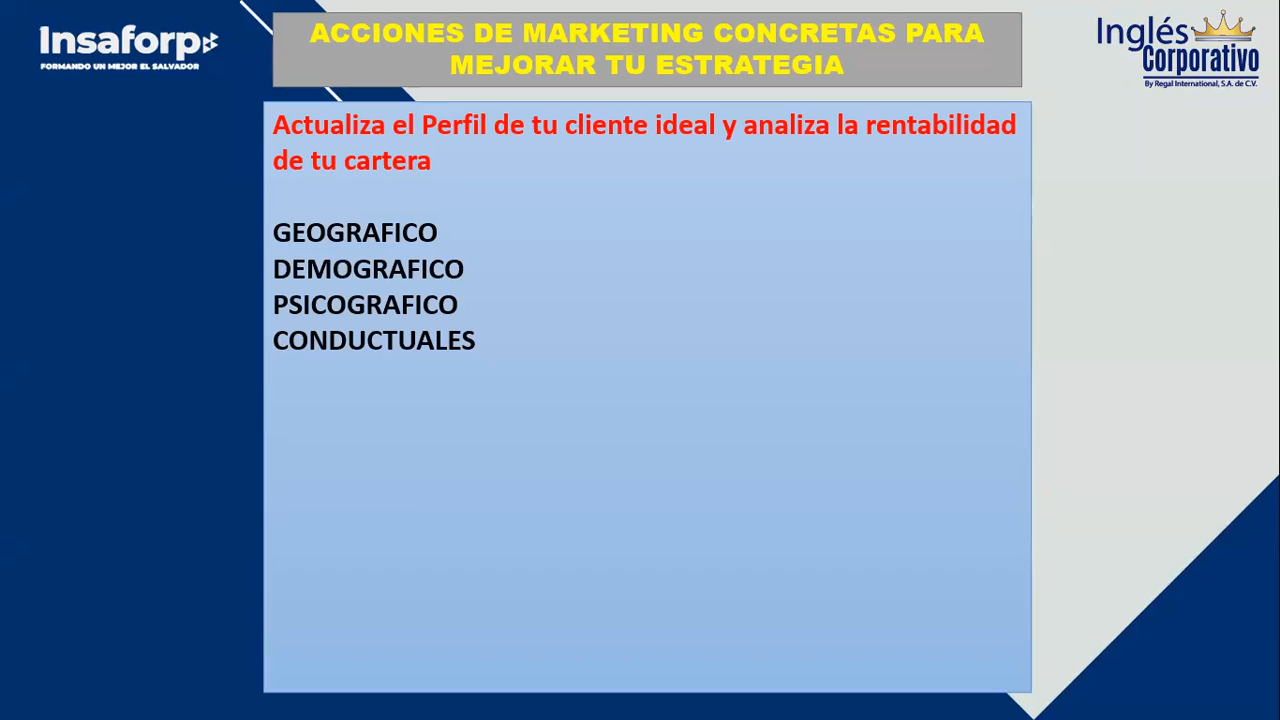 Insaforp
FORMANDO UN MEJOR EL SALVADOR
ACCIONES DE MARKETING CONCRETAS PARA
MEJORAR TU ESTRATEGIA
Inglés
Corporativo
By Regal International, S.A. de C.V.
Actualiza el Perfil de tu cliente ideal y analiza la rentabilidad
de tu cartera
GEOGRAFICO
DEMOGRAFICO
PSICOGRAFICO
CONDUCTUALES